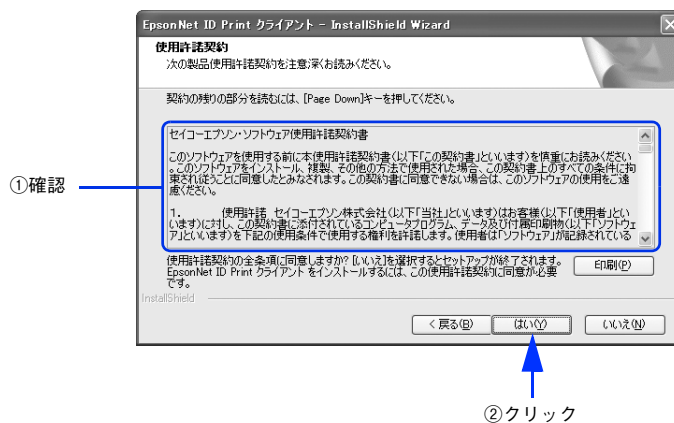 EpsonNet ID Print クライアント - InstallShield Wizard
使用許諾契約
次の製品使用許諾契約を注意深くお読みください。
契約の残りの部分を読むには、[Page Down]キーを押してください。
セイコーエプソン・ソフトウェア使用許諾契約書
このソフトウェアを使用する前に本使用許諾契約書(以下「この契約書」といいます)を慎重にお読みください
。このソフトウェアをインストール、複製、その他の方法で使用された場合、この契約書上のすべての条件に拘
束され従うことに同意したとみなされます。この契約書に同意できない場合は、このソフトウェアの使用をご遠
慮ください。
1. 使用許諾 セイコーエプソン株式会社(以下「当社」といいます)はお客様(以下「使用者」とい
います)に対し、この契約書に添付されているコンピュータプログラム、データ及び付属印刷物(以下「ソフトウェ
ア」といいます)を下記の使用条件で使用する権利を許諾します。使用者は「ソフトウェア」が記録されている
①確認
使用許諾契約の全条項に同意しますか? [いいえ]を選択するとセットアップが終了されます。
EpsonNet ID Print クライアント をインストールするには、この使用許諾契約に同意が必要
です。
印刷(P)
InstallShield
< 戻る(B) はい(Y) いいえ(N)
②クリック